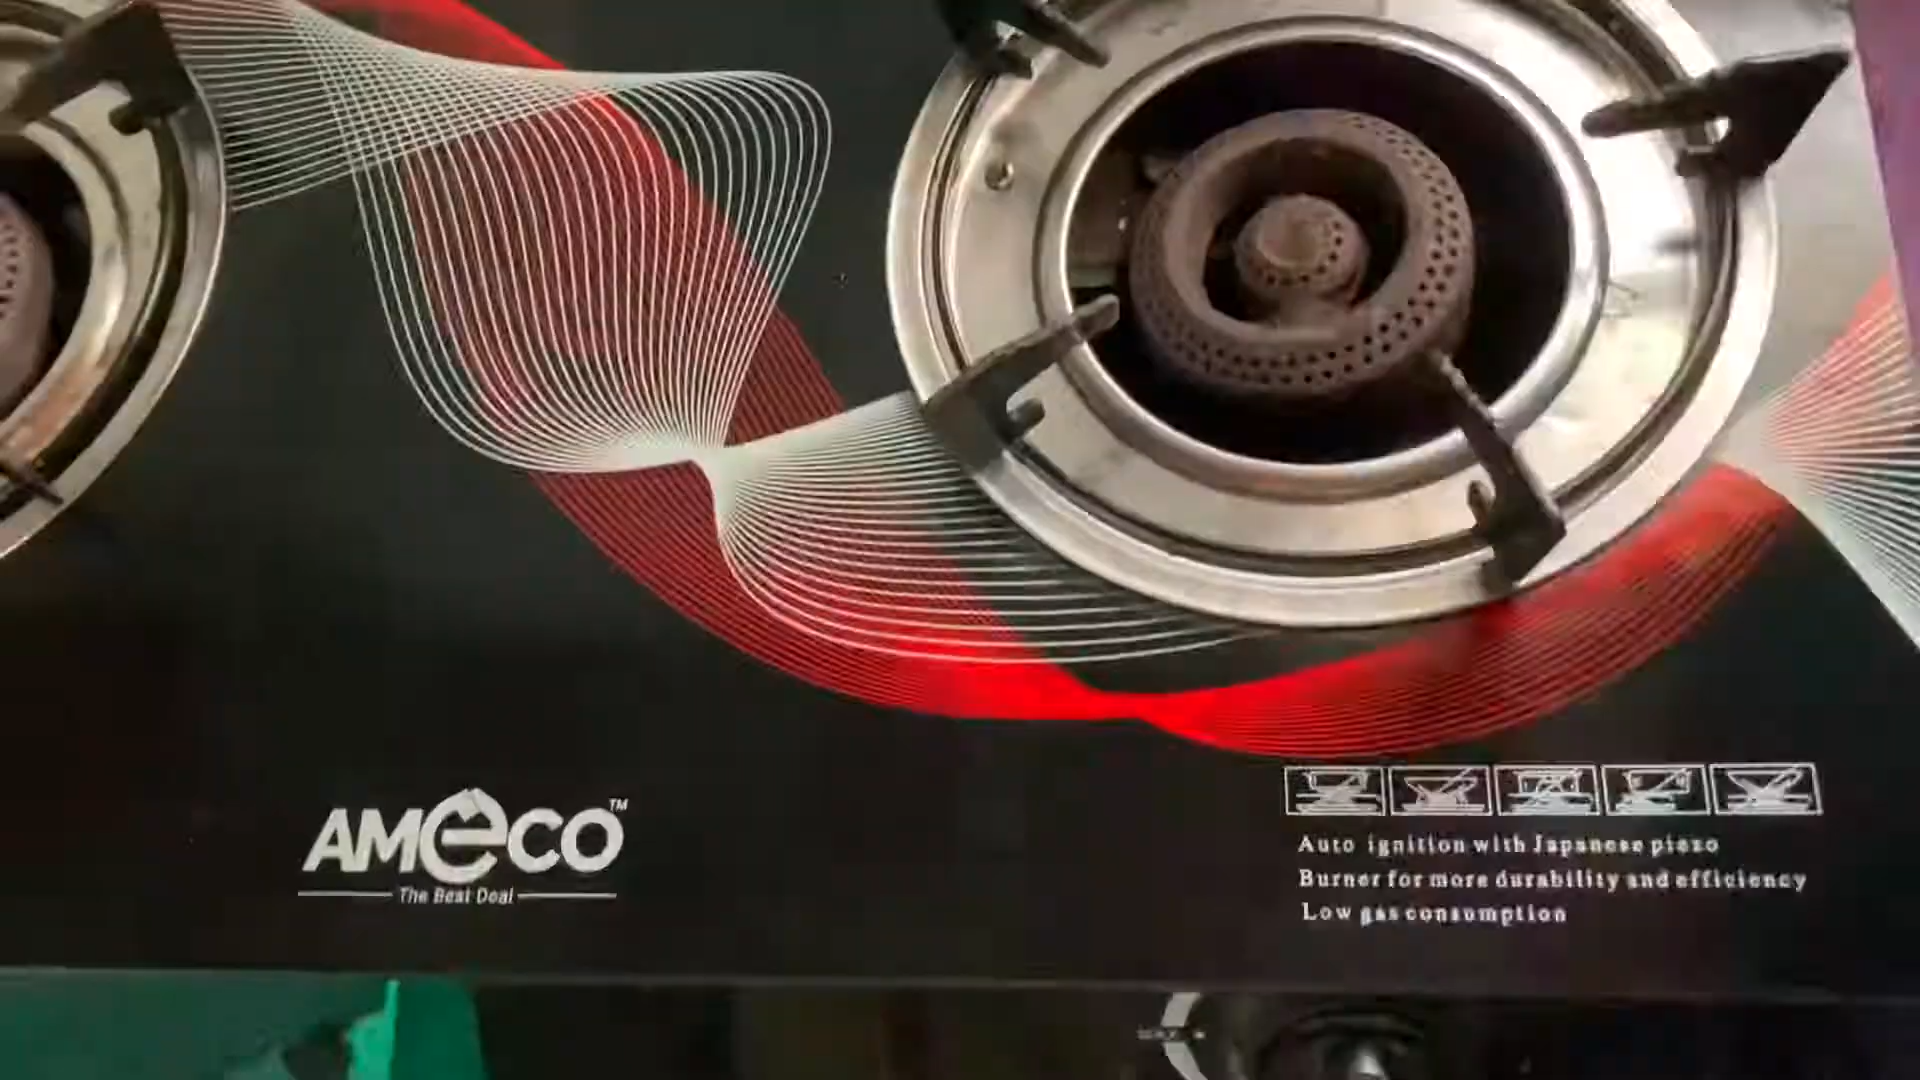 AMeCO™
The Best Deal
Auto ignition with Japanese piezo
Burner for more durability and efficiency
Low gas consumption